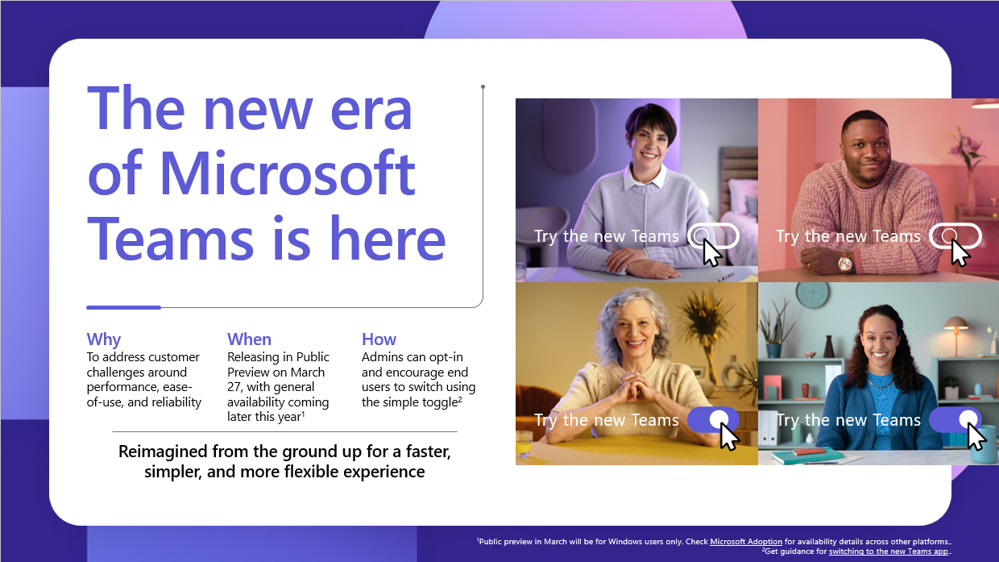 The new era
of Microsoft
Teams is here
Why
To address customer
challenges around
performance, ease-
of-use, and reliability
When
Releasing in Public
Preview on March
27, with general
availability coming
later this year¹
How
Admins can opt-in
and encourage end
users to switch using
the simple toggle²
Reimagined from the ground up for a faster,
simpler, and more flexible experience
Try the new Teams
Try the new Teams
Try the new Teams
Try the new Teams
¹Public preview in March will be for Windows users only. Check Microsoft Adoption for availability details across other platforms..
²Get guidance for switching to the new Teams app..